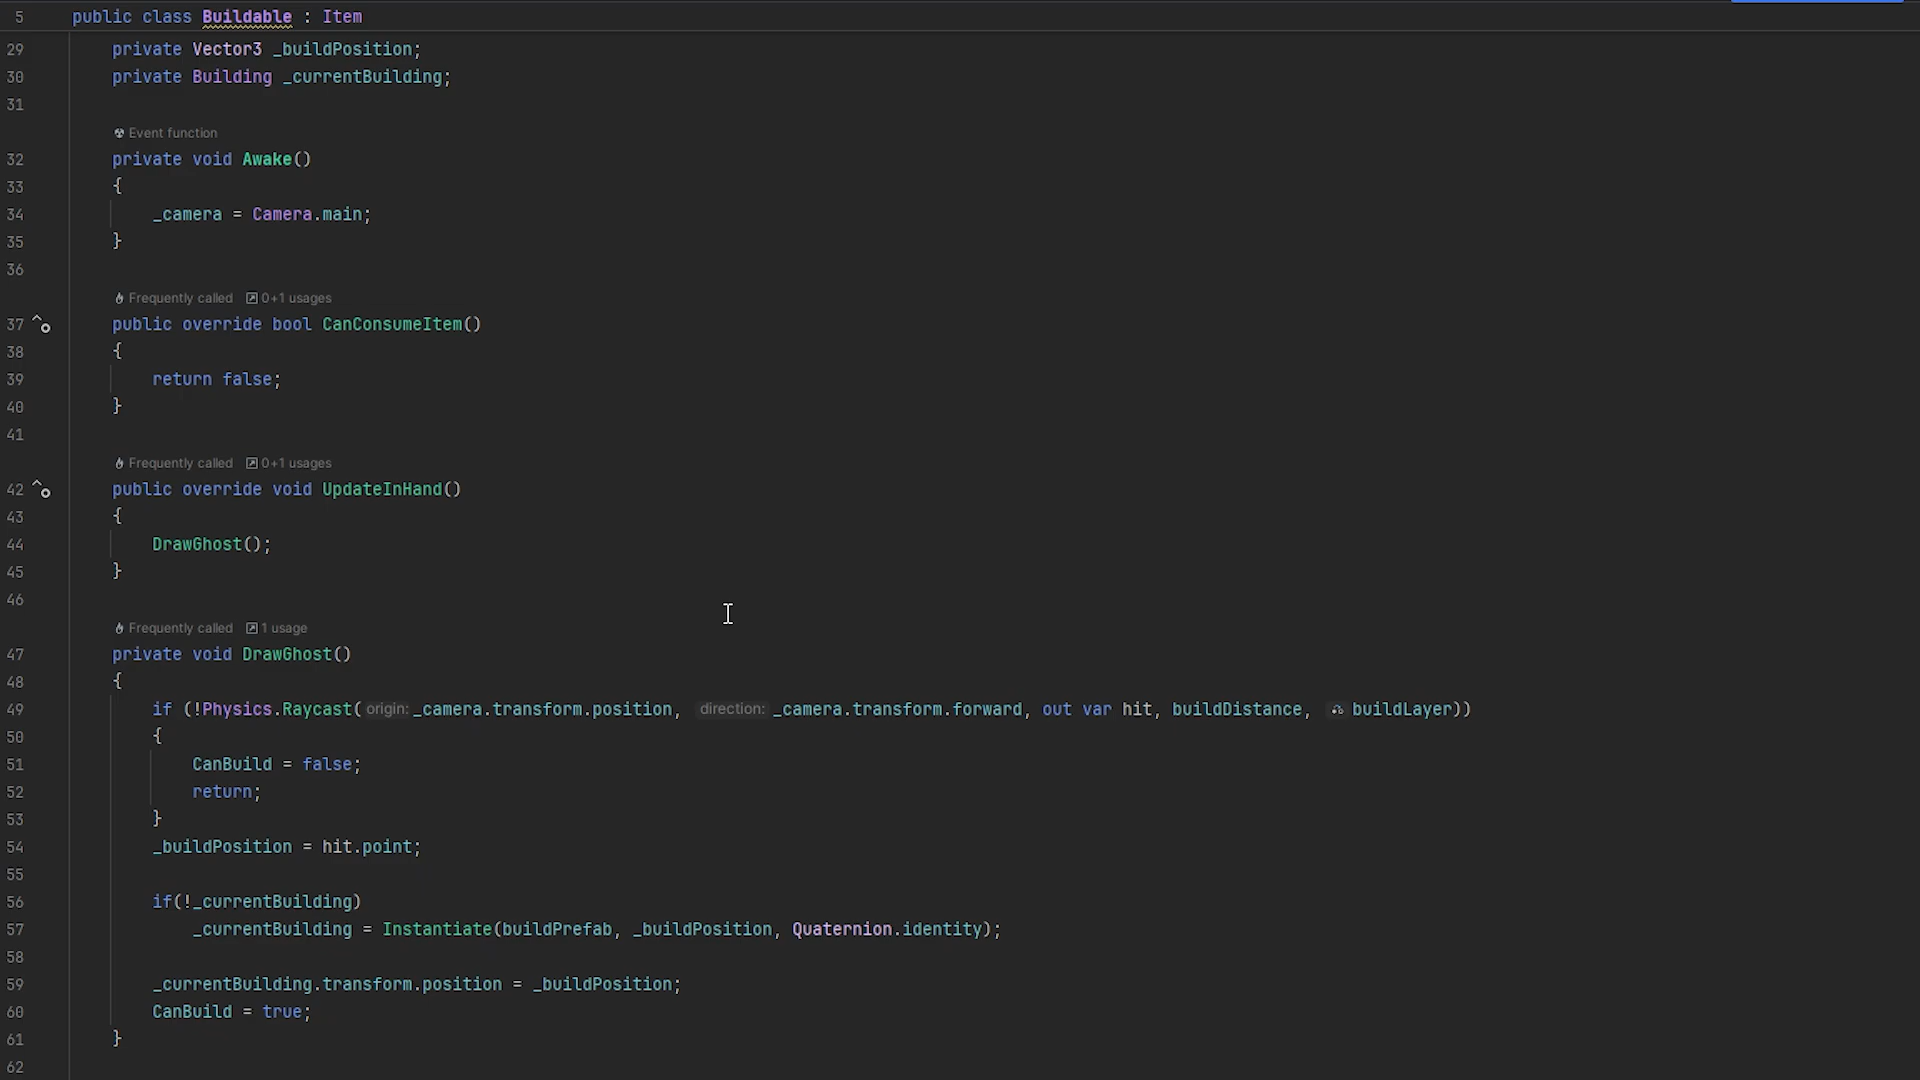 5 public class Buildable : Item
29 private Vector3 _buildPosition;
30 private Building _currentBuilding;
31
Event function
32 private void Awake()
33 {
34 _camera = Camera.main;
35 }
36
Frequently called 0+1 usages
37 public override bool CanConsumeItem()
38 {
39 return false;
40 }
41
Frequently called 0+1 usages
42 public override void UpdateInHand()
43 {
44 DrawGhost();
45 }
46
Frequently called 1 usage
47 private void DrawGhost()
48 {
49 if (!Physics.Raycast( origin: _camera.transform.position, direction: _camera.transform.forward, out var hit, buildDistance, buildLayer))
50 {
51 CanBuild = false;
52 return;
53 }
54 _buildPosition = hit.point;
55
56 if(!_currentBuilding)
57 _currentBuilding = Instantiate(buildPrefab, _buildPosition, Quaternion.identity);
58
59 _currentBuilding.transform.position = _buildPosition;
60 CanBuild = true;
61 }
62